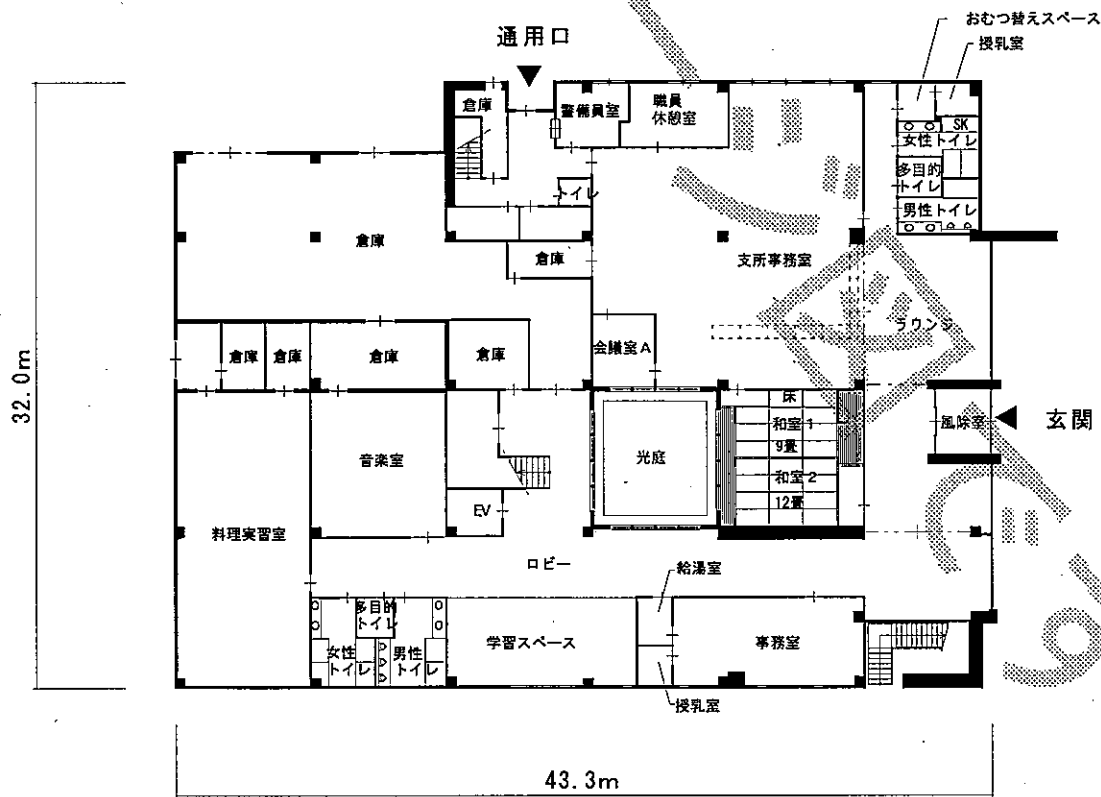 おむつ替えスペース
授乳室
通用口
倉庫
警備員室
職員
休憩室
SK
女性トイレ
多目的
トイレ
男性トイレ
トイレ
倉庫
倉庫
支所事務室
ラウンジ
会議室A
倉庫
倉庫
倉庫
倉庫
32.0m
床
和室1
9畳
和室2
12畳
光庭
風除室
玄関
音楽室
EV
料理実習室
ロビー
給湯室
多目的
トイレ
女性
トイレ
男性
トイレ
学習スペース
事務室
授乳室
43.3m